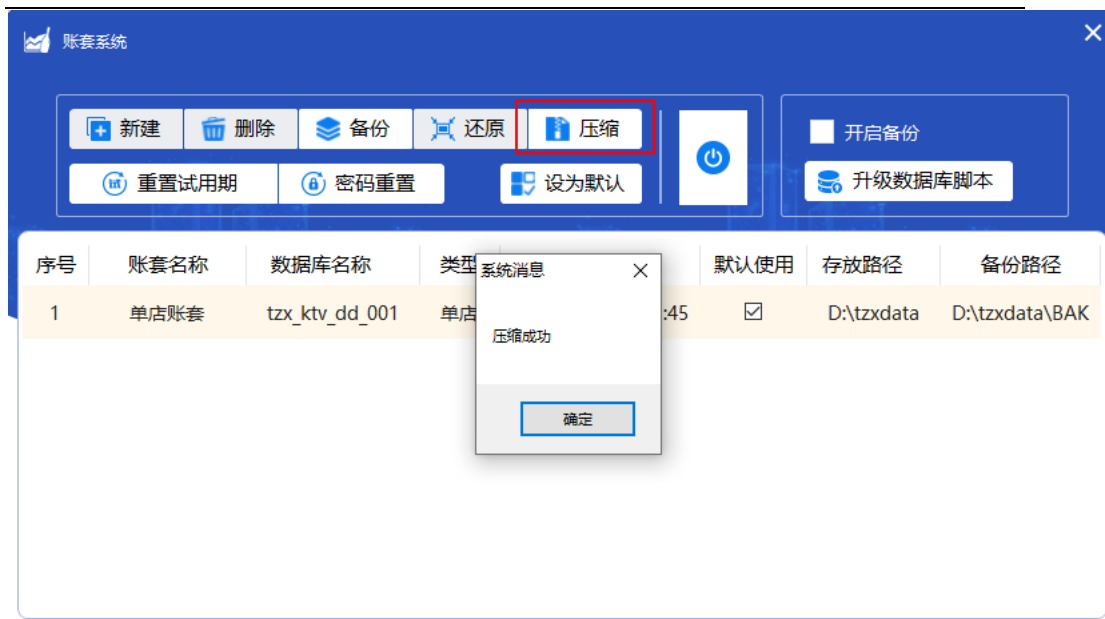 账套系统
新建 删除 备份 还原 压缩
开启备份
重置试用期 密码重置 设为默认
升级数据库脚本
序号 账套名称 数据库名称 类型 默认使用 存放路径 备份路径
1 单店账套 tzx_ktv_dd_001 单店 :45 D:\tzxdata D:\tzxdata\BAK
系统消息
压缩成功
确定